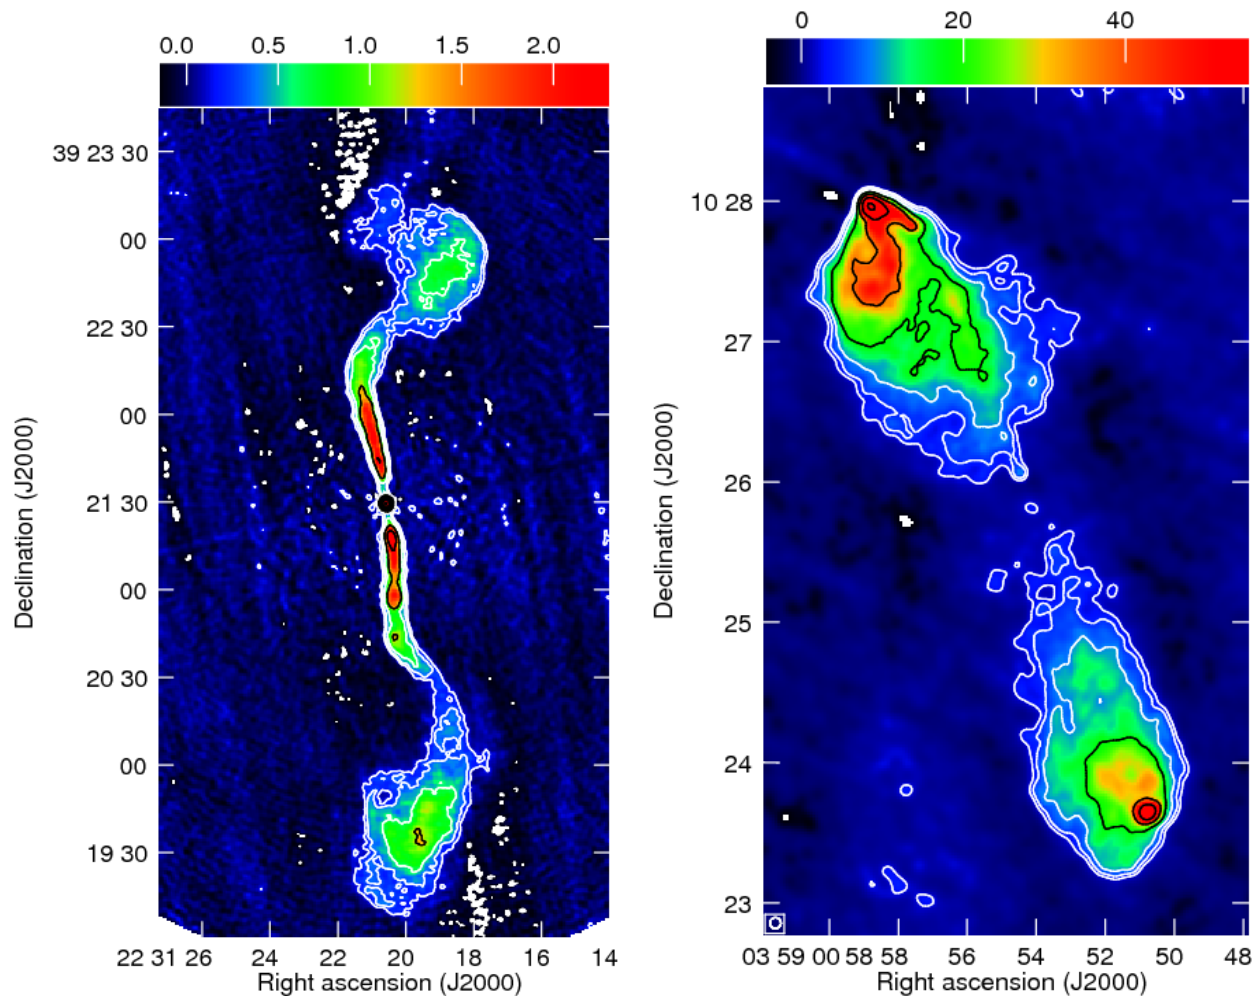 0.0 0.5 1.0 1.5 2.0
39 23 30
00
22 30
00
21 30
00
20 30
00
19 30
22 31 26 24 22 20 18 16 14
Right ascension (J2000)
Declination (J2000)
0 20 40
10 28
27
26
25
24
23
03 59 00 58 56 54 52 50 48
Right ascension (J2000)
Declination (J2000)